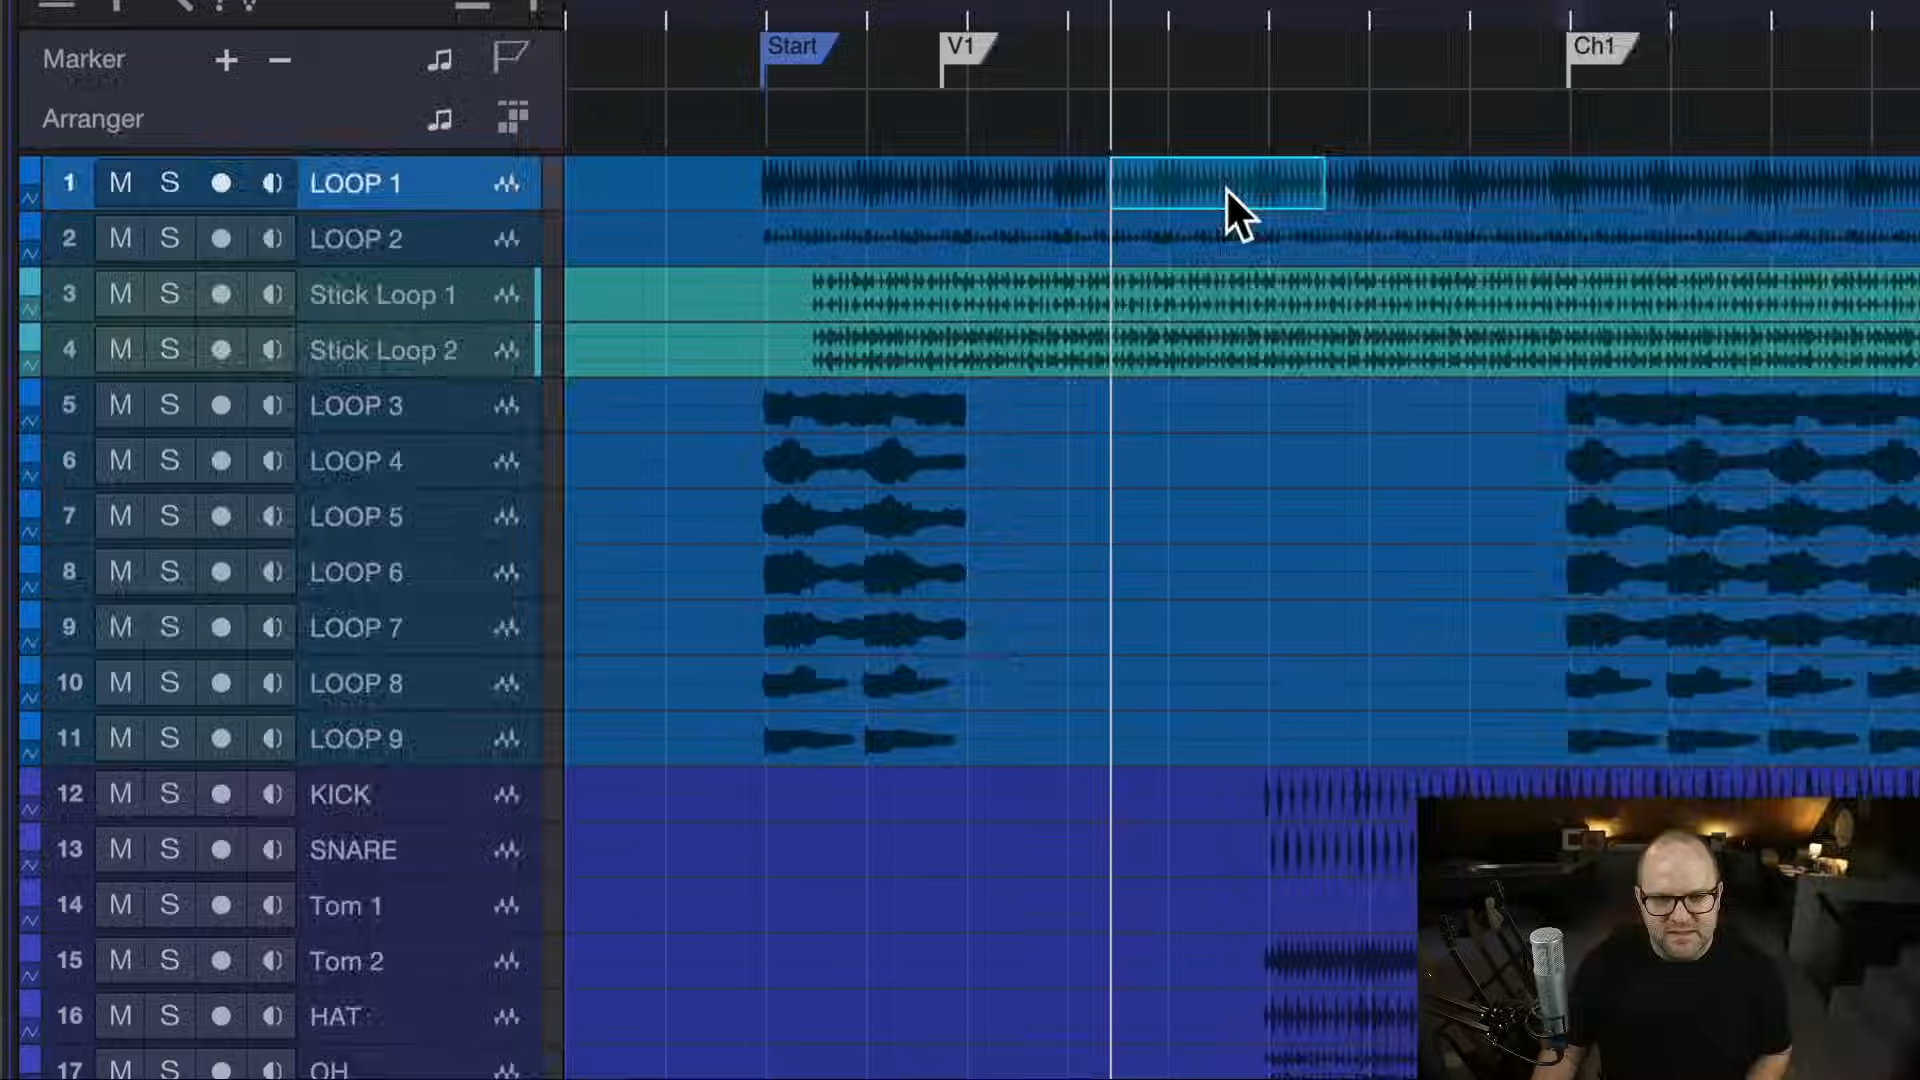 Marker + −
Start V1 Ch1
Arranger
1 M S LOOP 1
2 M S LOOP 2
3 M S Stick Loop 1
4 M S Stick Loop 2
5 M S LOOP 3
6 M S LOOP 4
7 M S LOOP 5
8 M S LOOP 6
9 M S LOOP 7
10 M S LOOP 8
11 M S LOOP 9
12 M S KICK
13 M S SNARE
14 M S Tom 1
15 M S Tom 2
16 M S HAT
17 M S OH